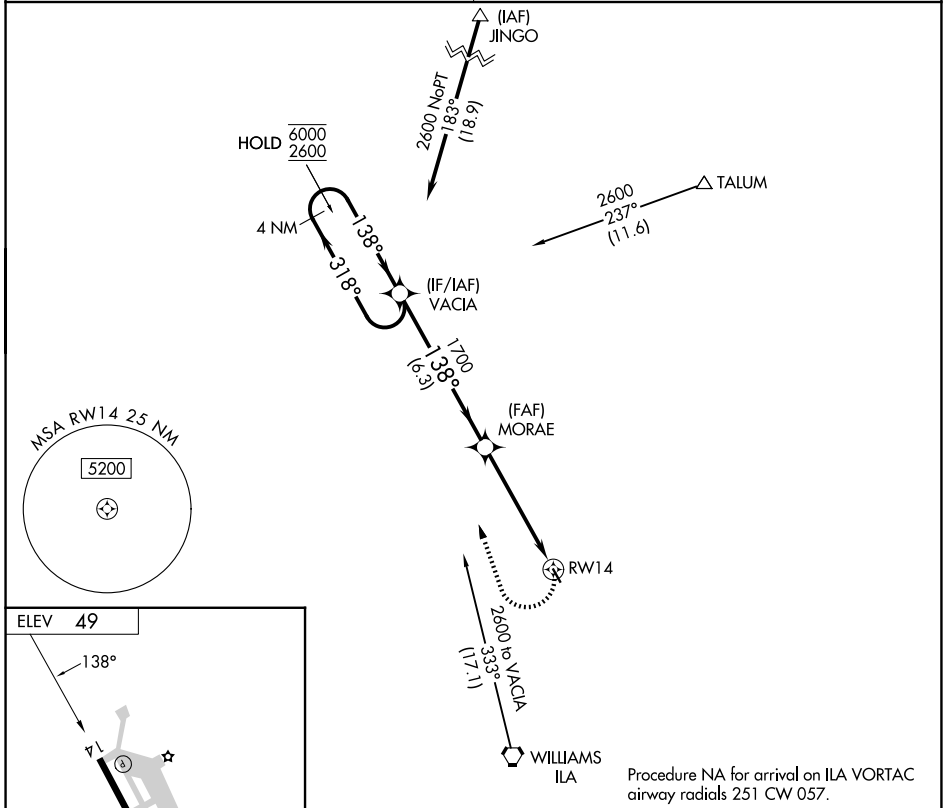 (IAF)
JINGO
2600 NoPT
183°
(18.9)
HOLD 6000
2600
4 NM
138°
318°
TALUM
2600
237°
(11.6)
(IF/IAF)
VACIA
1700
138°
(6.3)
(FAF)
MORAE
MSA RW14 25 NM
5200
RW14
2600 to VACIA
333°
(17.1)
WILLIAMS
ILA
Procedure NA for arrival on ILA VORTAC
airway radials 251 CW 057.
ELEV 49
138°
14
P